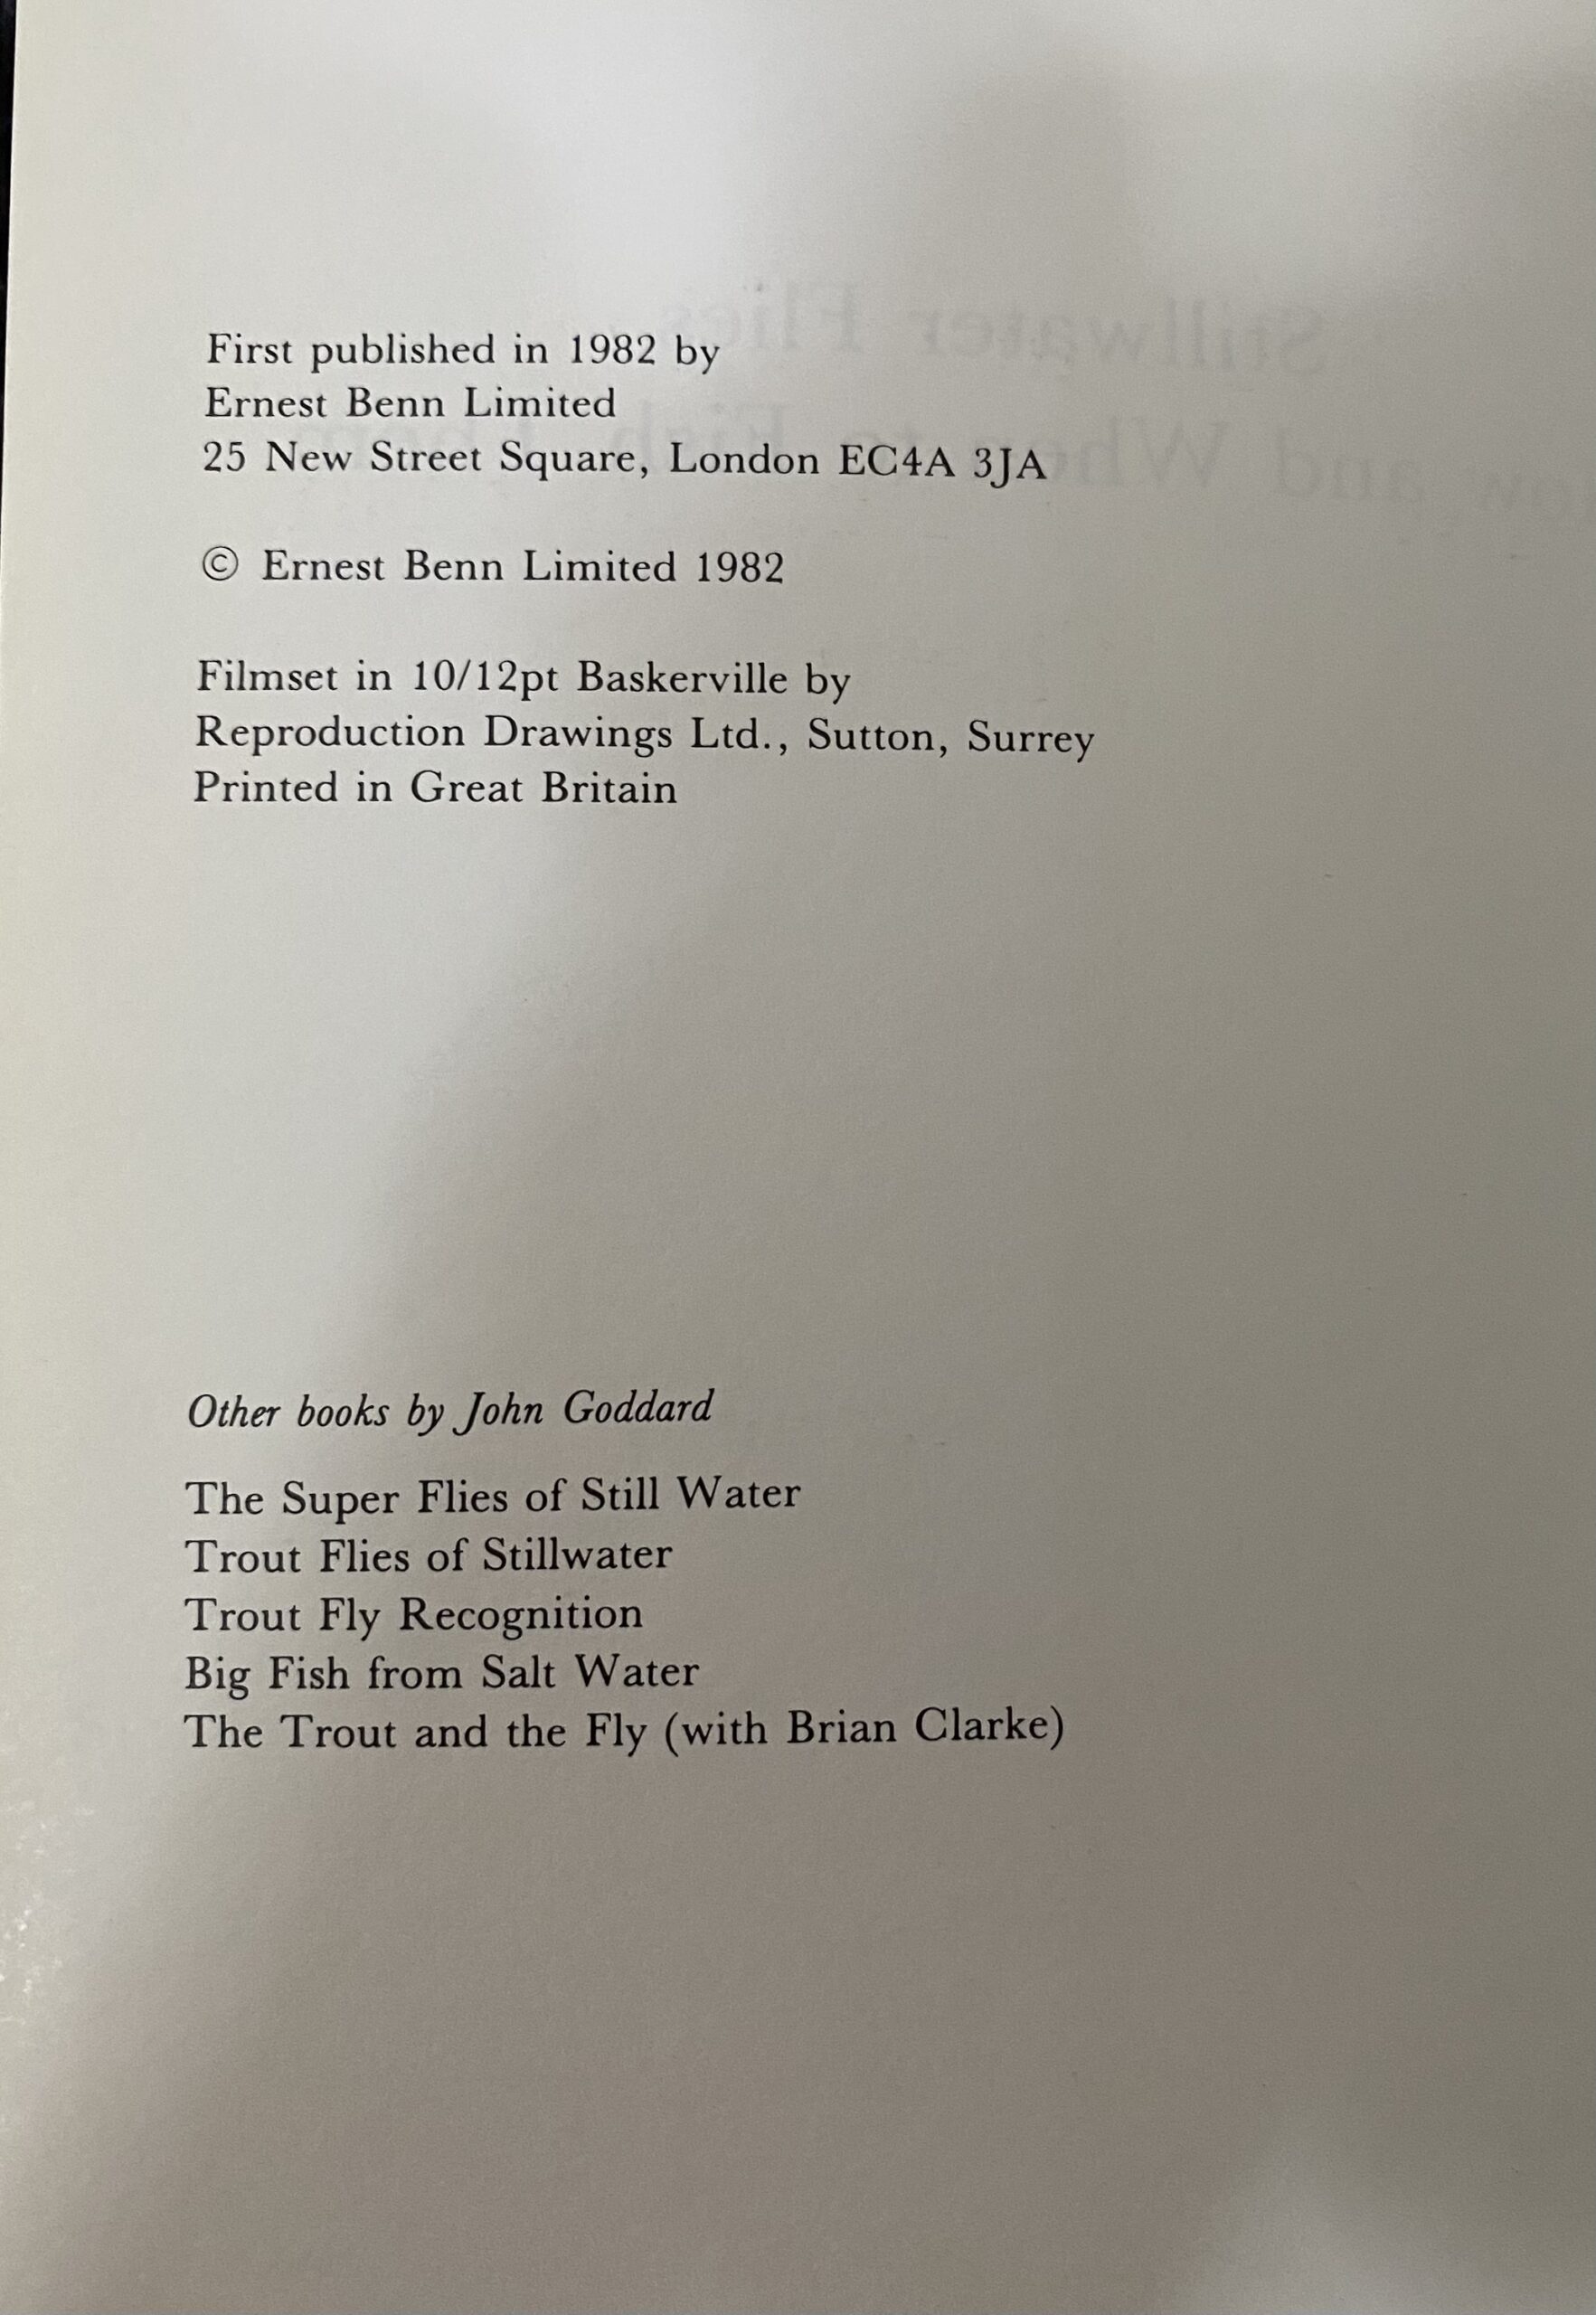 First published in 1982 by
Ernest Benn Limited
25 New Street Square, London EC4A 3JA
© Ernest Benn Limited 1982
Filmset in 10/12pt Baskerville by
Reproduction Drawings Ltd., Sutton, Surrey
Printed in Great Britain
Other books by John Goddard
The Super Flies of Still Water
Trout Flies of Stillwater
Trout Fly Recognition
Big Fish from Salt Water
The Trout and the Fly (with Brian Clarke)